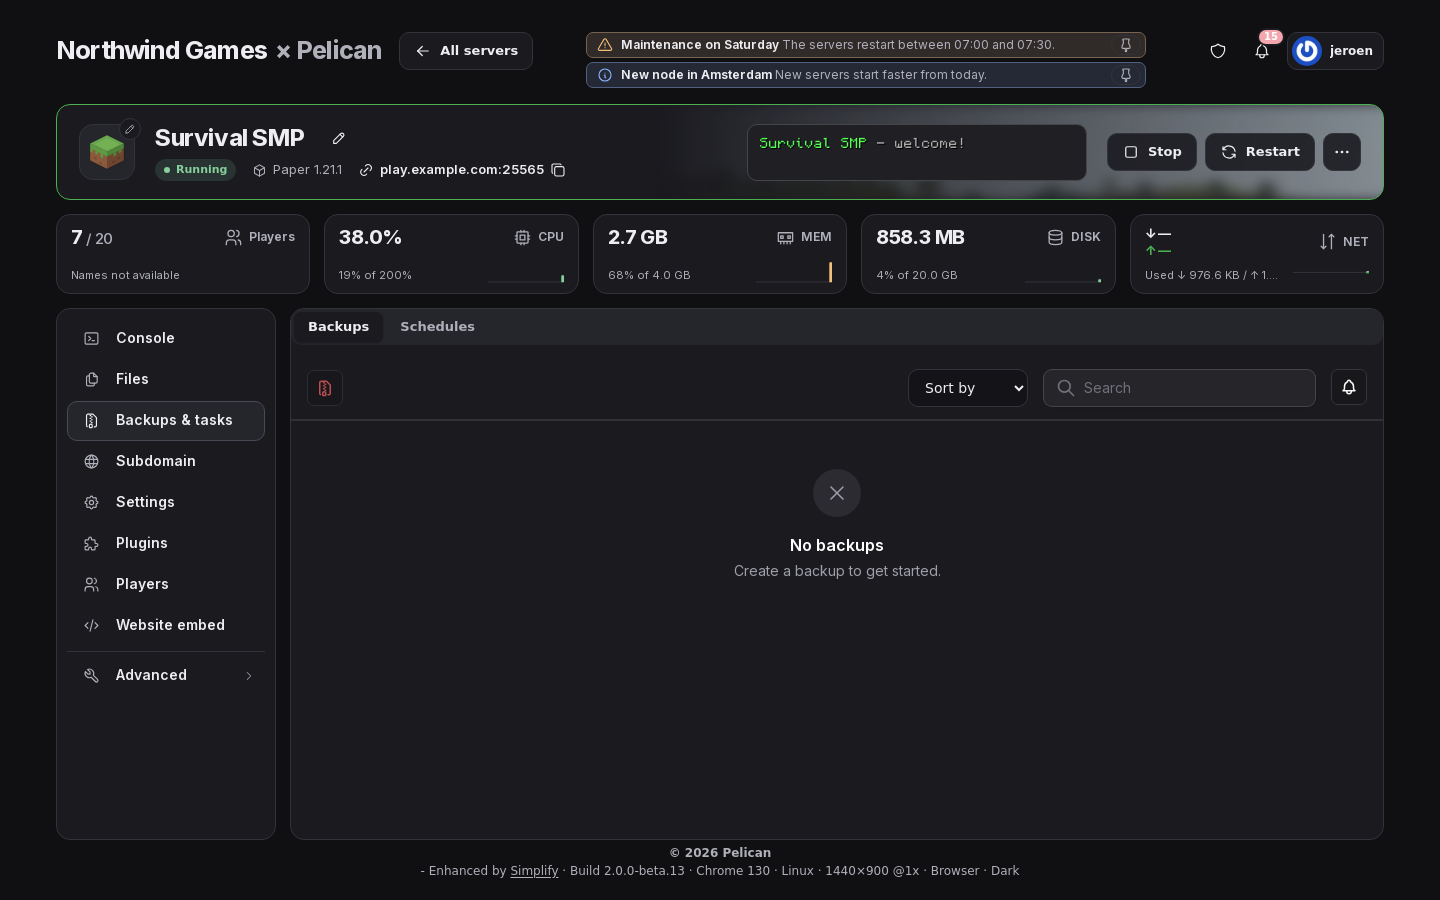 Northwind Games × Pelican
All servers
Maintenance on Saturday The servers restart between 07:00 and 07:30.
New node in Amsterdam New servers start faster from today.
15
jeroen
Survival SMP
Running
Paper 1.21.1
play.example.com:25565
Survival SMP - welcome!
Stop
Restart
7 / 20
Players
Names not available
38.0%
CPU
19% of 200%
2.7 GB
MEM
68% of 4.0 GB
858.3 MB
DISK
4% of 20.0 GB
↓—
↑—
NET
Used ↓ 976.6 KB / ↑ 1....
Console
Files
Backups & tasks
Subdomain
Settings
Plugins
Players
Website embed
Advanced
Backups
Schedules
Sort by
Search
No backups
Create a backup to get started.
© 2026 Pelican
- Enhanced by Simplify · Build 2.0.0-beta.13 · Chrome 130 · Linux · 1440×900 @1x · Browser · Dark